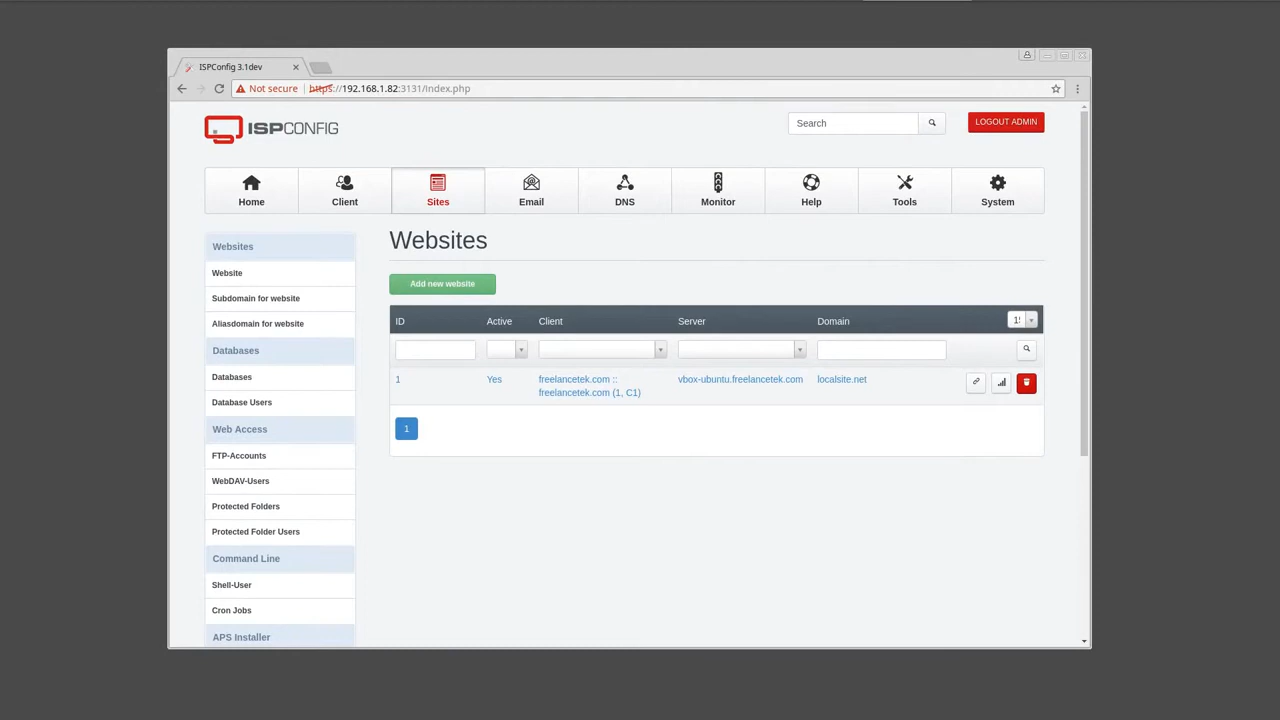 ISPConfig 3.1dev
Not secure https://192.168.1.82:3131/index.php
ISPCONFIG
Search
LOGOUT ADMIN
Home Client Sites Email DNS Monitor Help Tools System
Websites
Website
Subdomain for website
Aliasdomain for website
Databases
Databases
Database Users
Web Access
FTP-Accounts
WebDAV-Users
Protected Folders
Protected Folder Users
Command Line
Shell-User
Cron Jobs
APS Installer
Websites
Add new website
ID Active Client Server Domain
1 Yes freelancetek.com :: vbox-ubuntu.freelancetek.com localsite.net
freelancetek.com (1, C1)
1